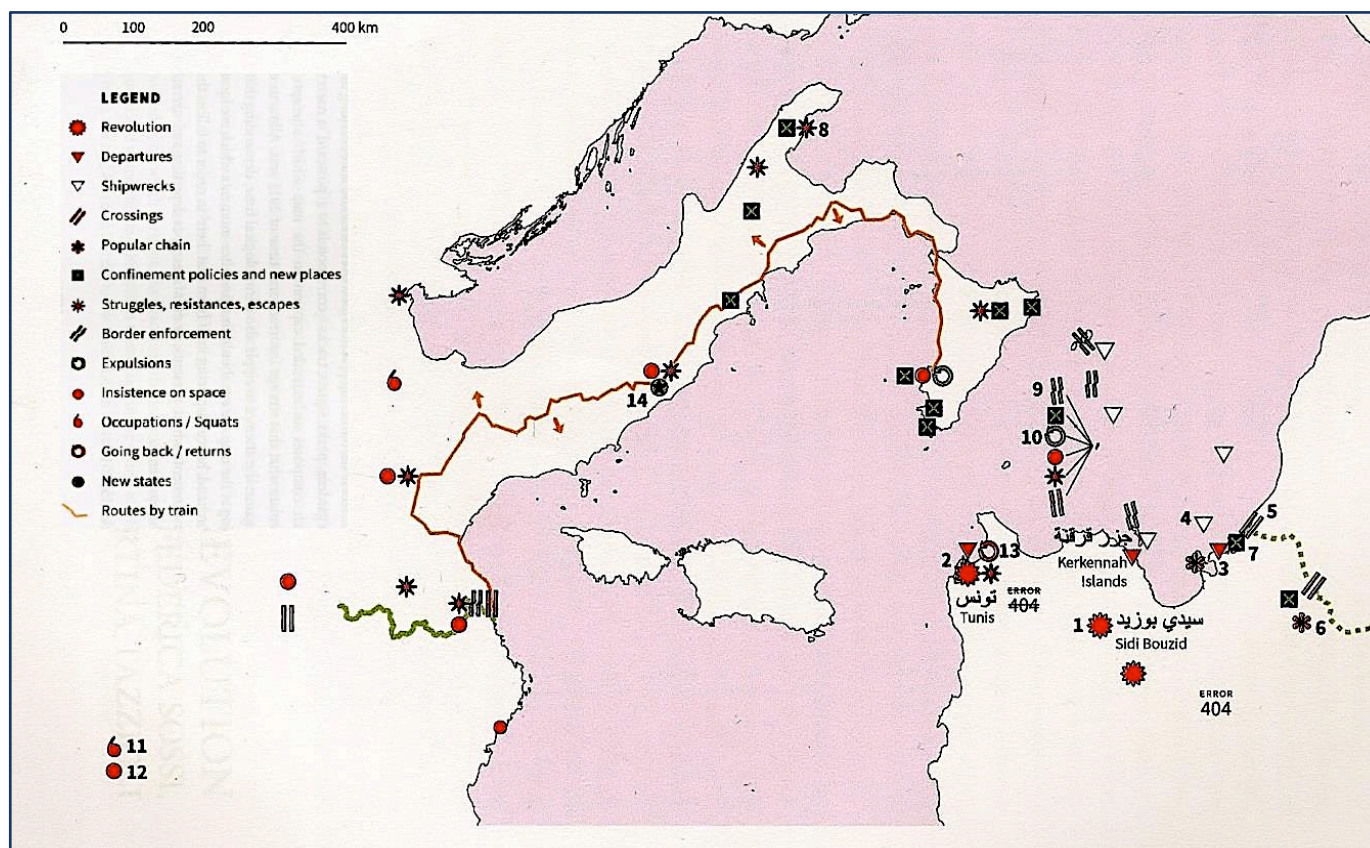 0 100 200 400 km
LEGEND
Revolution
Departures
Shipwrecks
Crossings
Popular chain
Confinement policies and new places
Struggles, resistances, escapes
Border enforcement
Expulsions
Insistence on space
Occupations / Squats
Going back / returns
New states
Routes by train
8
14
9
10
4
5
7
3
6
2
13
جزر قرقنة
Kerkennah
Islands
تونس
Tunis
ERROR
404
1
سيدي بوزيد
Sidi Bouzid
ERROR
404
11
12